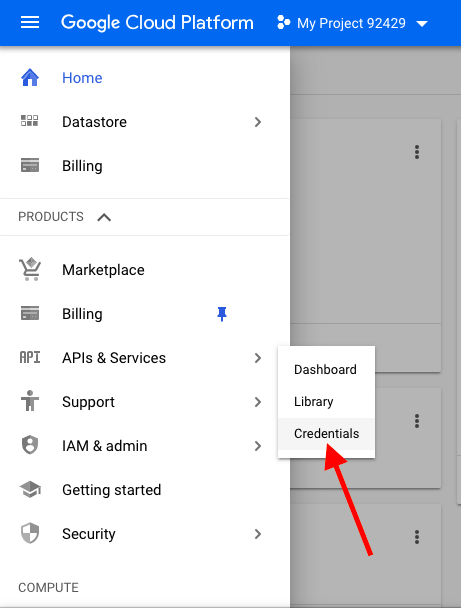 Google Cloud Platform My Project 92429
Home
Datastore
Billing
PRODUCTS
Marketplace
Billing
API APIs & Services
Dashboard
Library
Credentials
Support
IAM & admin
Getting started
Security
COMPUTE